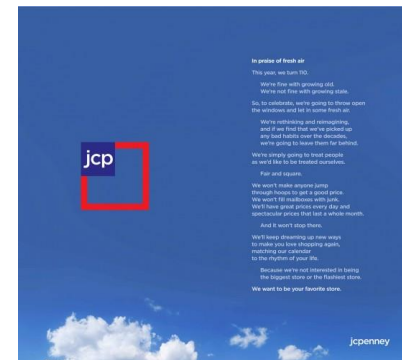 jcp
In praise of fresh air
This year, we turn 110.
We're fine with growing old.
We're not fine with growing stale.
So, to celebrate, we're going to throw open
the windows and let in some fresh air.
We're rethinking and reimagining,
and if we find that we've picked up
any bad habits over the decades,
we're going to leave them far behind.
We're simply going to treat people
as we'd like to be treated ourselves.
Fair and square.
We won't make anyone jump
through hoops to get a good price.
We won't fill mailboxes with junk.
We'll have great prices every day and
spectacular prices that last a whole month.
And it won't stop there.
We'll keep dreaming up new ways
to make you love shopping again,
matching our calendar
to the rhythm of your life.
Because we're not interested in being
the biggest store or the flashiest store.
We want to be your favorite store.
jcpenney